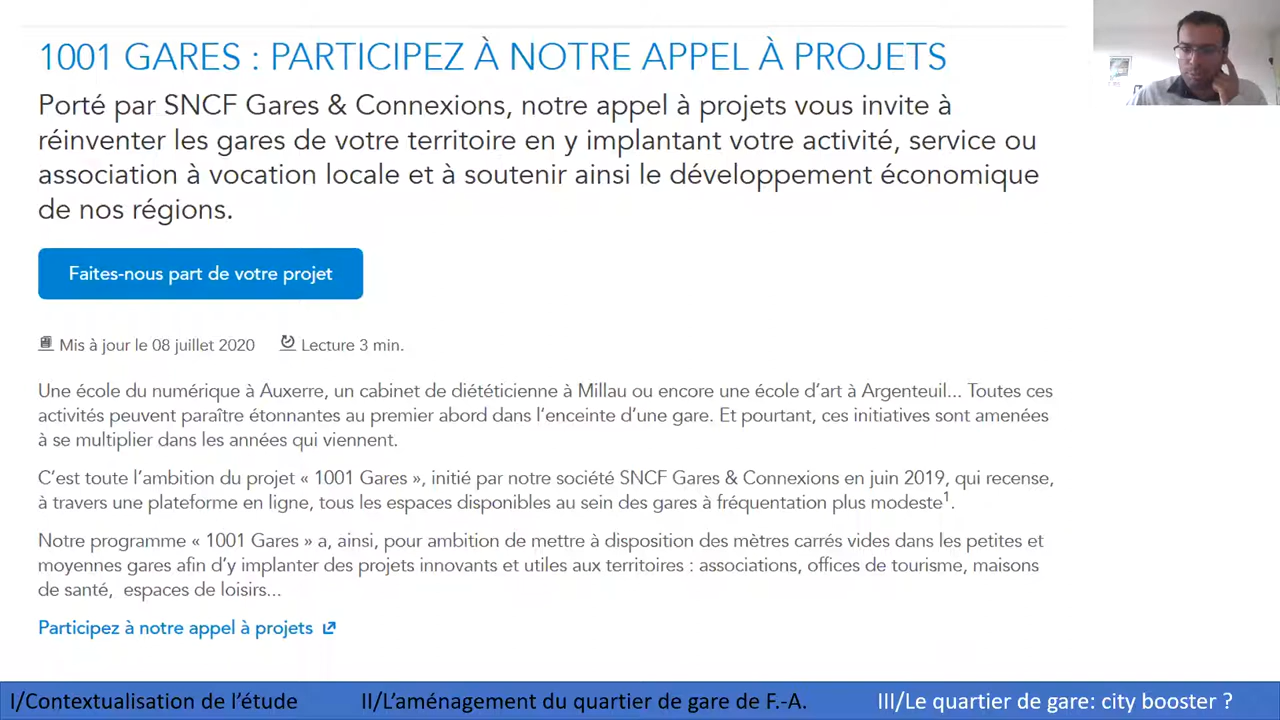 1001 GARES : PARTICIPEZ À NOTRE APPEL À PROJETS
Porté par SNCF Gares & Connexions, notre appel à projets vous invite à
réinventer les gares de votre territoire en y implantant votre activité, service ou
association à vocation locale et à soutenir ainsi le développement économique
de nos régions.
Faites-nous part de votre projet
Mis à jour le 08 juillet 2020 Lecture 3 min.
Une école du numérique à Auxerre, un cabinet de diététicienne à Millau ou encore une école d’art à Argenteuil... Toutes ces
activités peuvent paraître étonnantes au premier abord dans l’enceinte d’une gare. Et pourtant, ces initiatives sont amenées
à se multiplier dans les années qui viennent.
C’est toute l’ambition du projet « 1001 Gares », initié par notre société SNCF Gares & Connexions en juin 2019, qui recense,
à travers une plateforme en ligne, tous les espaces disponibles au sein des gares à fréquentation plus modeste¹.
Notre programme « 1001 Gares » a, ainsi, pour ambition de mettre à disposition des mètres carrés vides dans les petites et
moyennes gares afin d’y implanter des projets innovants et utiles aux territoires : associations, offices de tourisme, maisons
de santé, espaces de loisirs...
Participez à notre appel à projets
I/Contextualisation de l’étude II/L’aménagement du quartier de gare de F.-A. III/Le quartier de gare: city booster ?